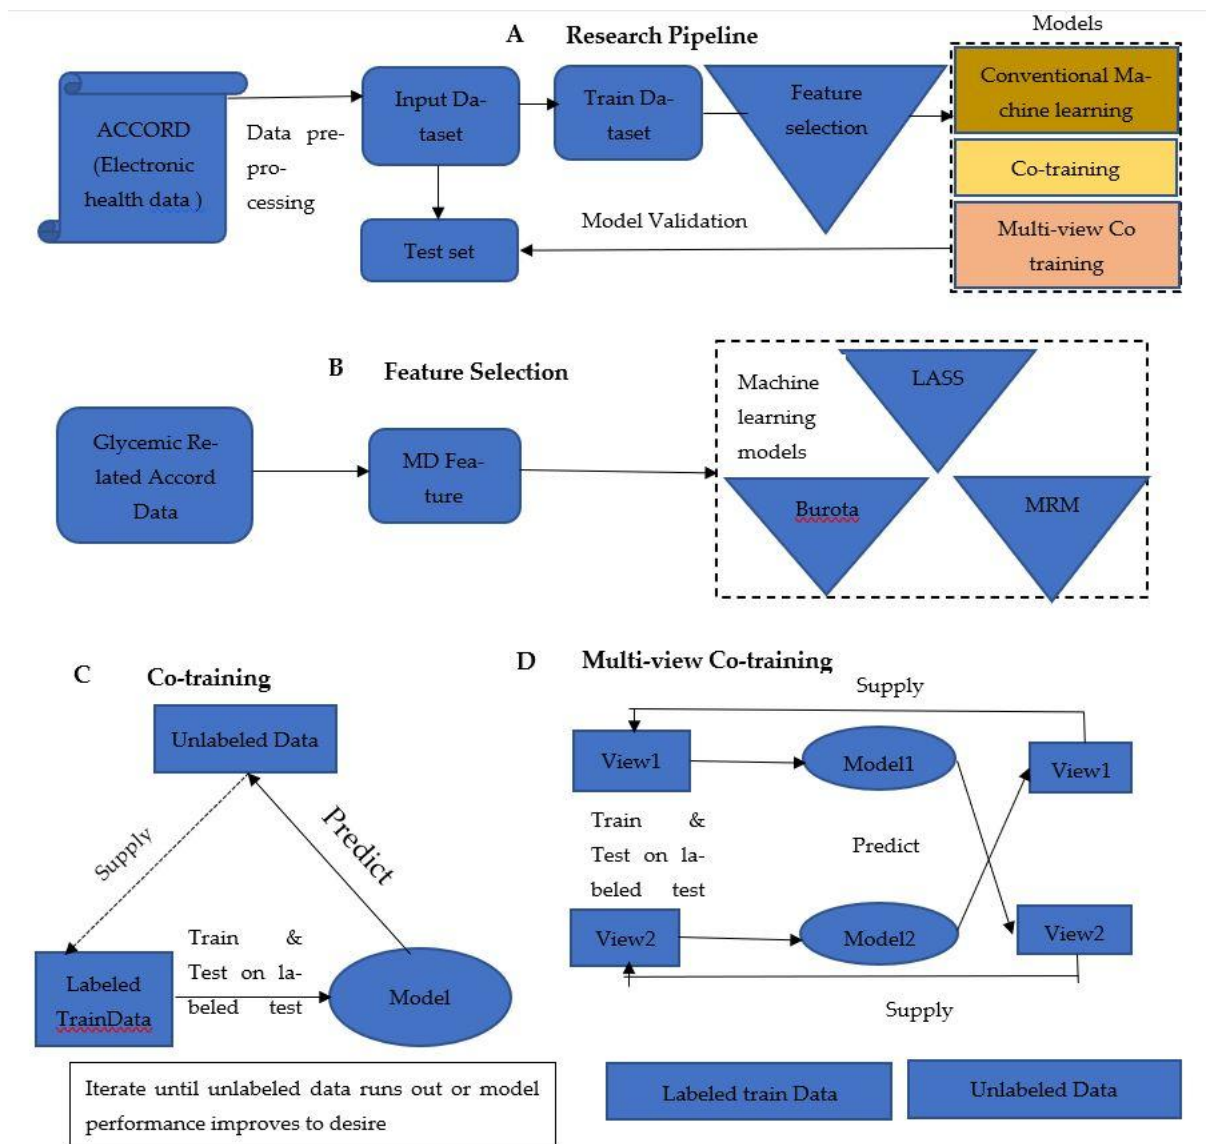 Models
A Research Pipeline
ACCORD
(Electronic
health data )
Data pre-
pro-
cessing
Input Da-
taset
Train Da-
taset
Feature
selection
Conventional Ma-
chine learning
Co-training
Multi-view Co
training
Model Validation
Test set
B Feature Selection
Glycemic Re-
lated Accord
Data
MD Fea-
ture
Machine
learning
models
LASS
Burota
MRM
C Co-training
Unlabeled Data
Supply
Predict
Labeled
TrainData
Train &
Test on la-
beled test
Model
Iterate until unlabeled data runs out or model
performance improves to desire
D Multi-view Co-training
Supply
View1
Model1
View1
Train &
Test on la-
beled test
Predict
View2
Model2
View2
Supply
Labeled train Data
Unlabeled Data